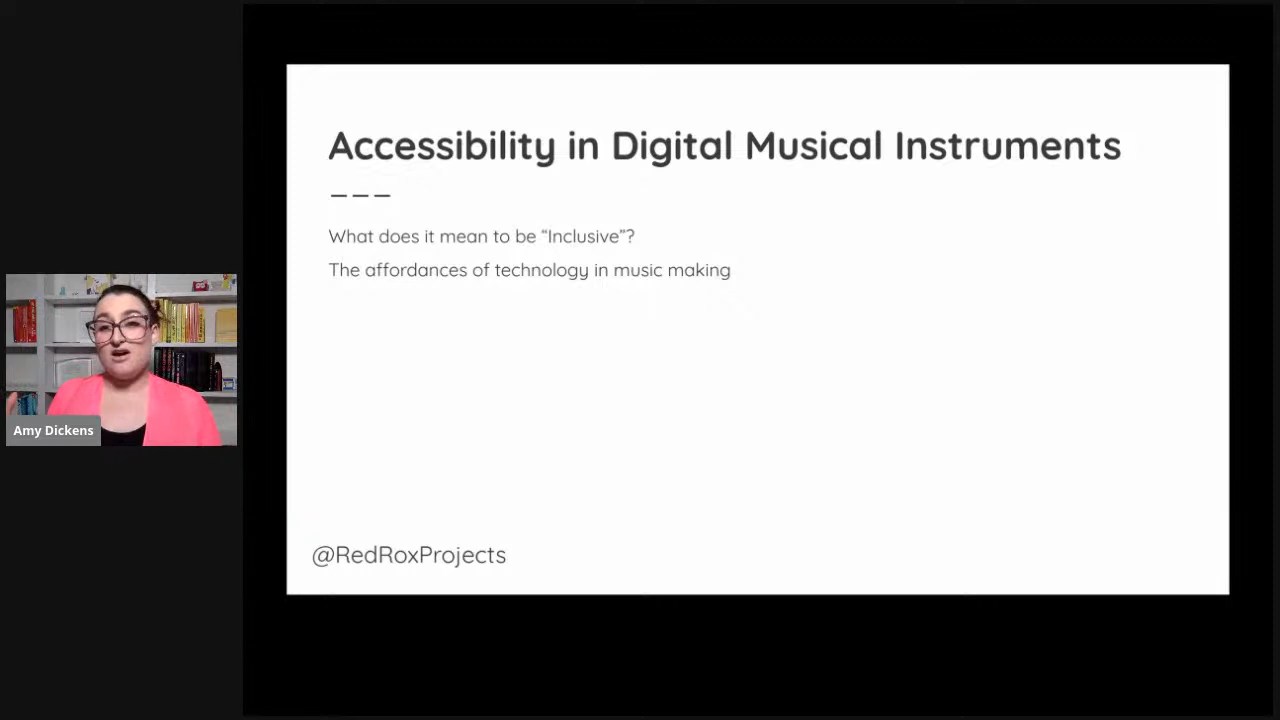 Accessibility in Digital Musical Instruments
What does it mean to be “Inclusive”?
The affordances of technology in music making
Amy Dickens
@RedRoxProjects